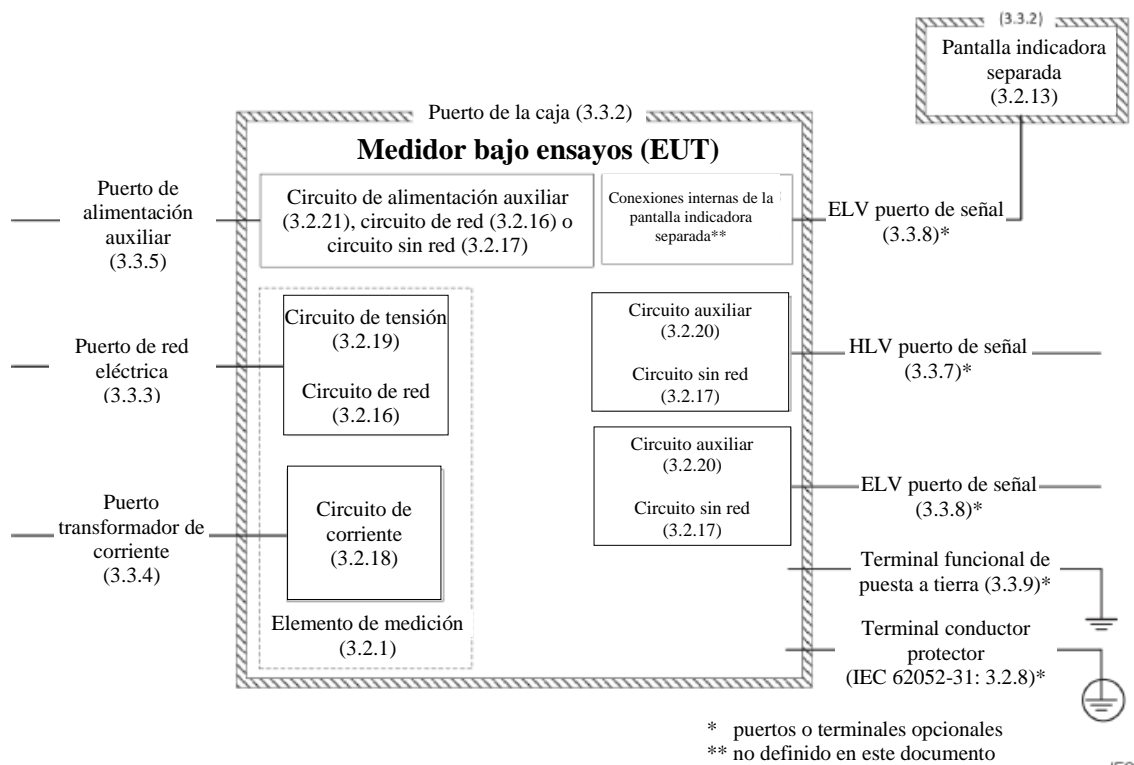 (3.3.2)
Pantalla indicadora
separada
(3.2.13)
Puerto de la caja (3.3.2)
Medidor bajo ensayos (EUT)
Puerto de
alimentación
auxiliar
(3.3.5)
Circuito de alimentación auxiliar
(3.2.21), circuito de red (3.2.16) o
circuito sin red (3.2.17)
Conexiones internas de la
pantalla indicadora
separada**
ELV puerto de señal
(3.3.8)*
Puerto de red
eléctrica
(3.3.3)
Circuito de tensión
(3.2.19)
Circuito de red
(3.2.16)
Circuito auxiliar
(3.2.20)
Circuito sin red
(3.2.17)
HLV puerto de señal
(3.3.7)*
Puerto
transformador de
corriente
(3.3.4)
Circuito de
corriente
(3.2.18)
Elemento de medición
(3.2.1)
Circuito auxiliar
(3.2.20)
Circuito sin red
(3.2.17)
ELV puerto de señal
(3.3.8)*
Terminal funcional de
puesta a tierra (3.3.9)*
Terminal conductor
protector
(IEC 62052-31: 3.2.8)*
* puertos o terminales opcionales
** no definido en este documento